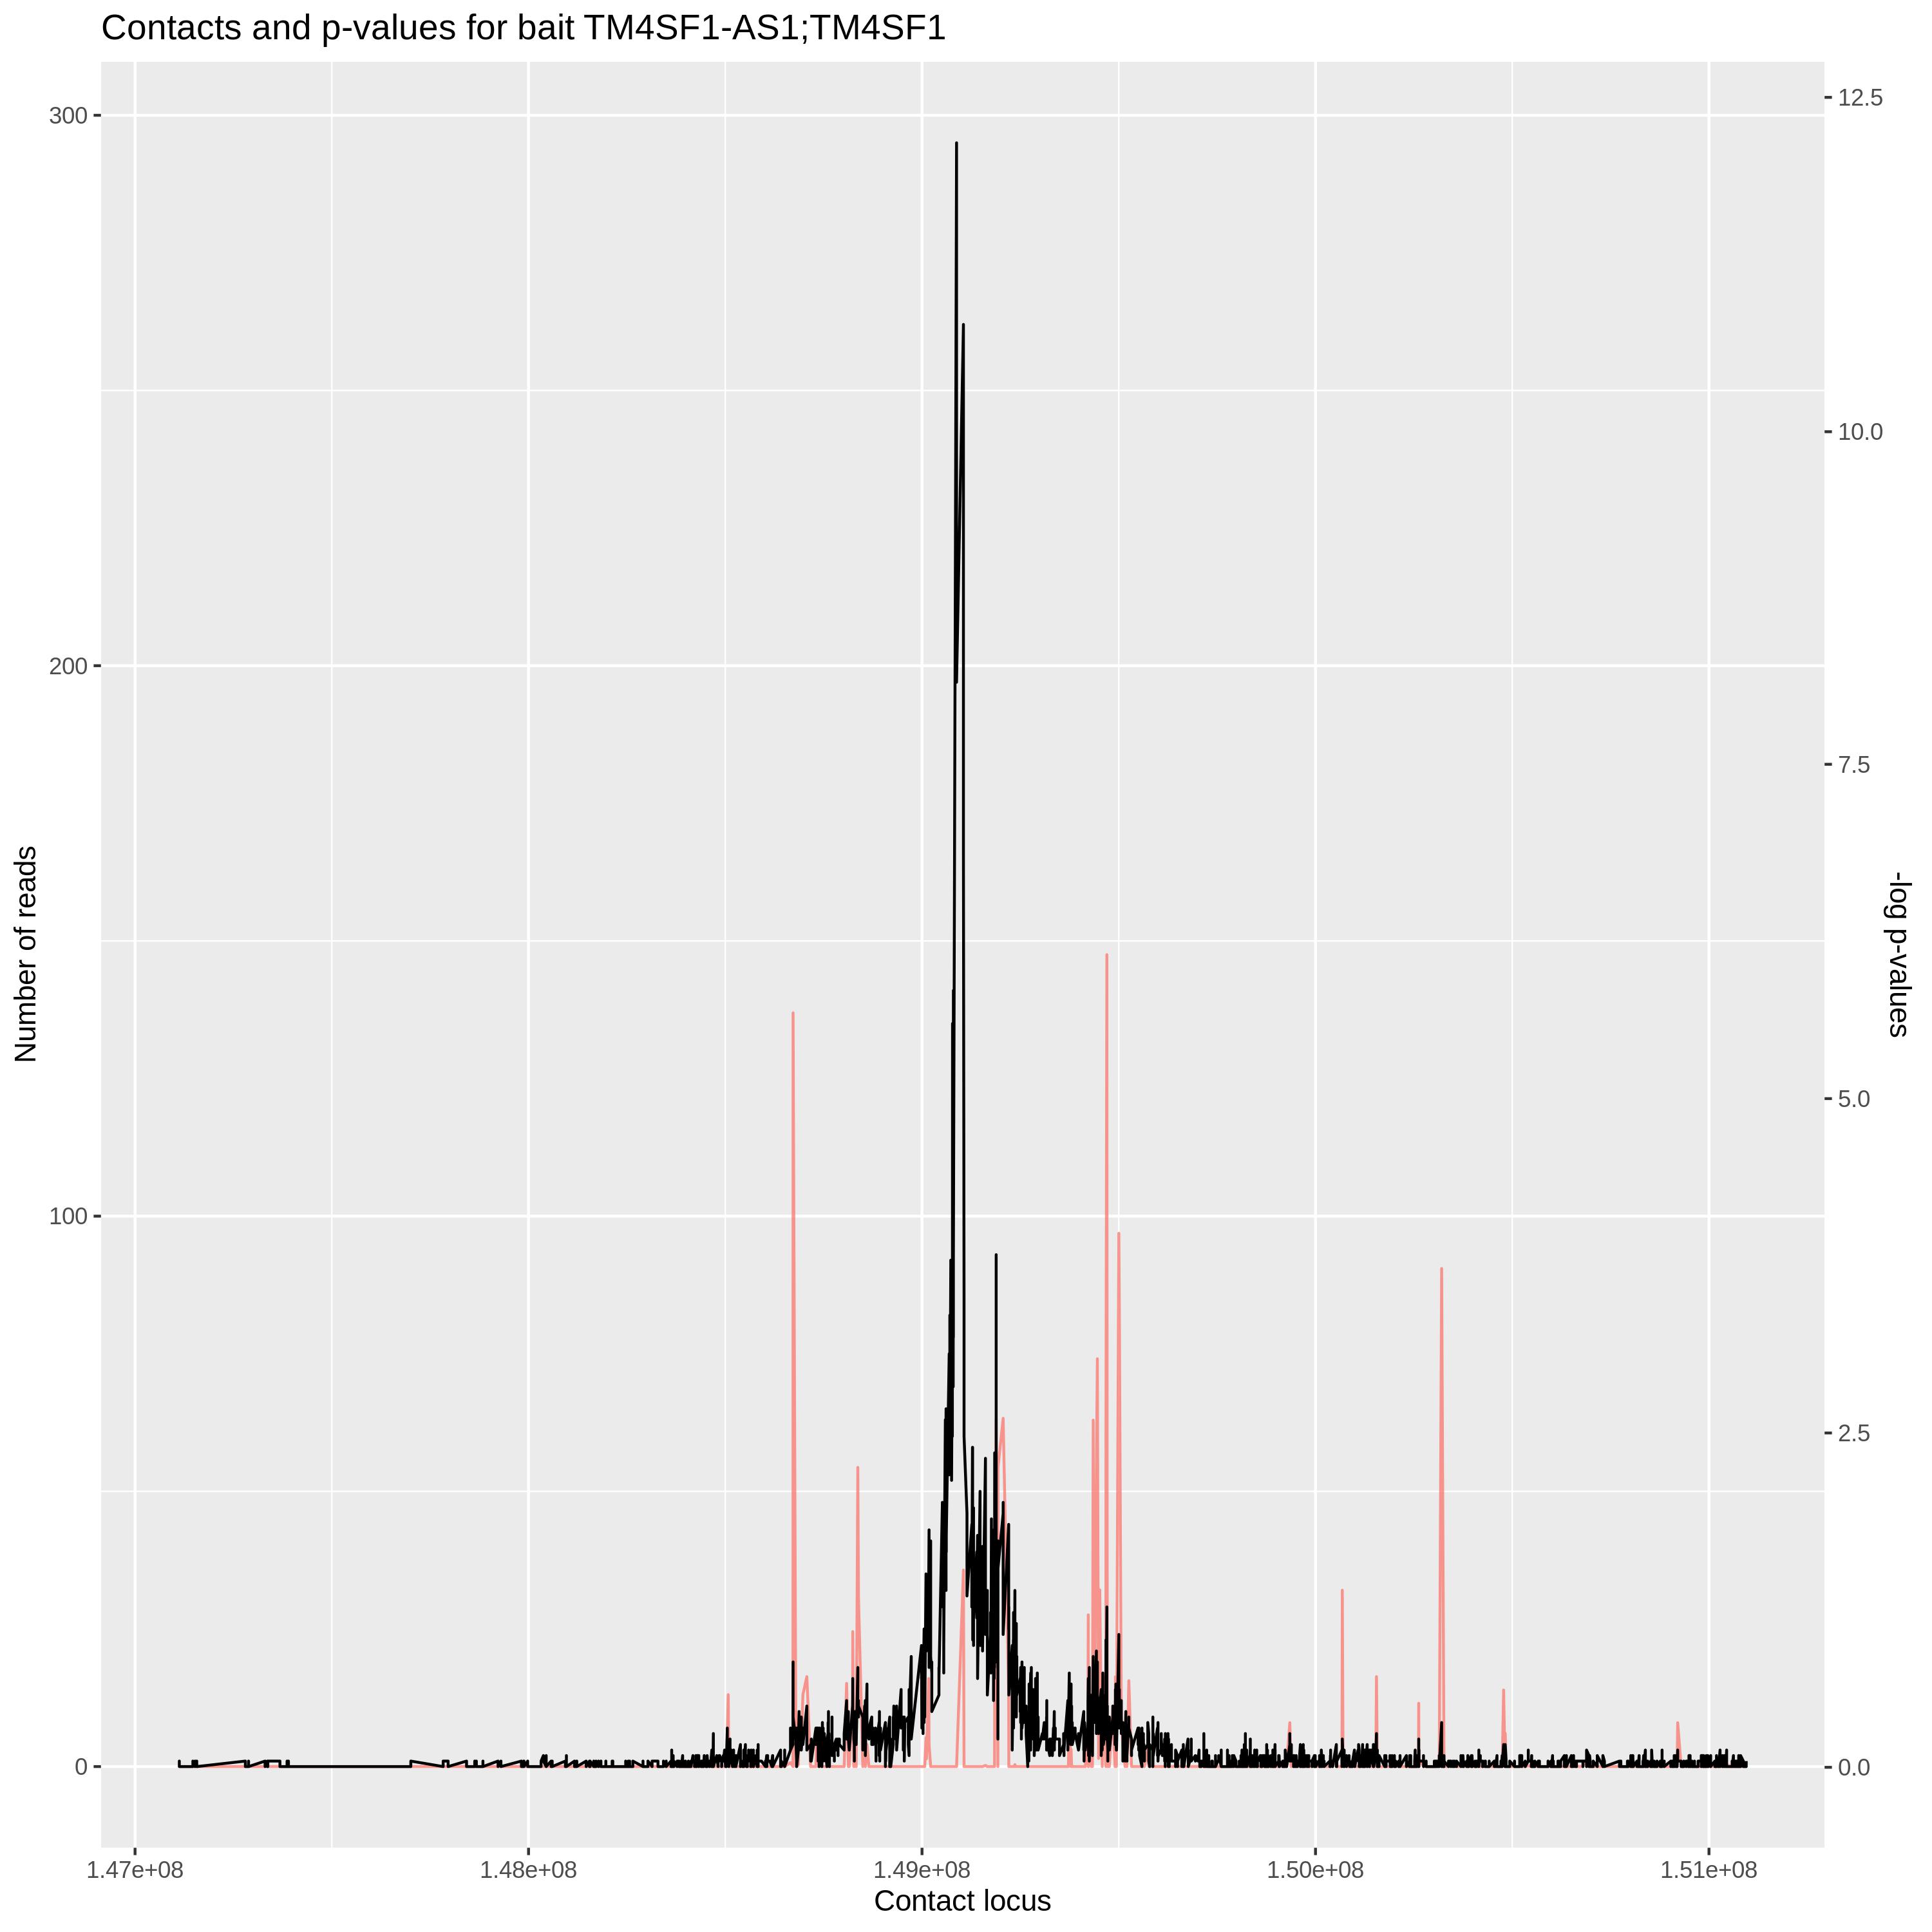 Contacts and p-values for bait TM4SF1-AS1;TM4SF1
300
200
100
0
Number of reads
12.5
10.0
7.5
5.0
2.5
0.0
-log p-values
1.47e+08
1.48e+08
1.49e+08
1.50e+08
1.51e+08
Contact locus